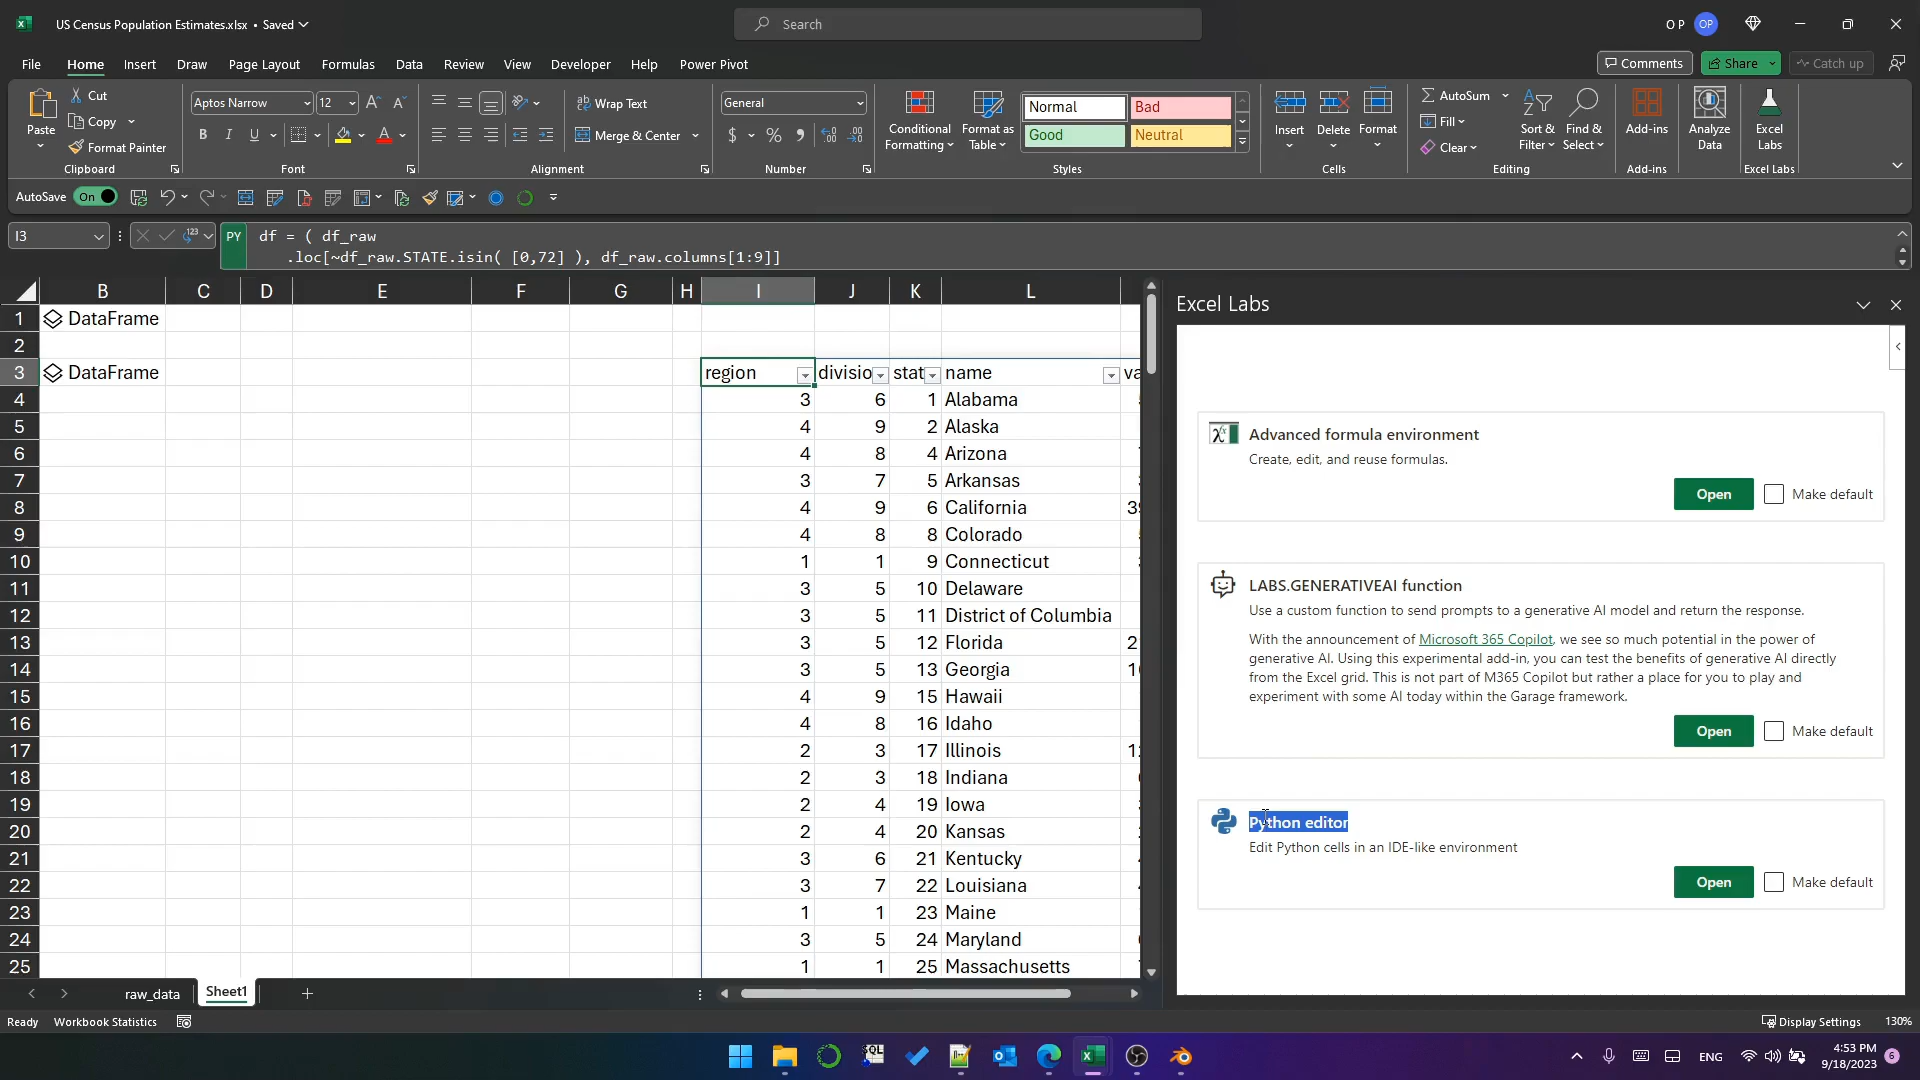 US Census Population Estimates.xlsx • Saved
Search
O P
OP
File
Home
Insert
Draw
Page Layout
Formulas
Data
Review
View
Developer
Help
Power Pivot
Comments
Share
Catch up
Paste
Cut
Copy
Format Painter
Clipboard
Aptos Narrow
12
B
I
U
Font
Wrap Text
Merge & Center
Alignment
General
$
%
Number
Conditional
Formatting
Format as
Table
Normal
Bad
Good
Neutral
Styles
Insert
Delete
Format
Cells
AutoSum
Fill
Clear
Sort &
Filter
Find &
Select
Editing
Add-ins
Add-ins
Analyze
Data
Excel
Labs
Excel Labs
AutoSave
On
I3
PY
df = ( df_raw
.loc[~df_raw.STATE.isin( [0,72] ), df_raw.columns[1:9]]
B C D E F G H I J K L
1 DataFrame
2
3 DataFrame region divisio stat name va
4 3 6 1 Alabama
5 4 9 2 Alaska
6 4 8 4 Arizona
7 3 7 5 Arkansas
8 4 9 6 California 39
9 4 8 8 Colorado
10 1 1 9 Connecticut
11 3 5 10 Delaware
12 3 5 11 District of Columbia
13 3 5 12 Florida 2
14 3 5 13 Georgia 10
15 4 9 15 Hawaii
16 4 8 16 Idaho
17 2 3 17 Illinois 12
18 2 3 18 Indiana
19 2 4 19 Iowa
20 2 4 20 Kansas
21 3 6 21 Kentucky
22 3 7 22 Louisiana
23 1 1 23 Maine
24 3 5 24 Maryland
25 1 1 25 Massachusetts
Excel Labs
Advanced formula environment
Create, edit, and reuse formulas.
Open
Make default
LABS.GENERATIVEAI function
Use a custom function to send prompts to a generative AI model and return the response.
With the announcement of Microsoft 365 Copilot, we see so much potential in the power of
generative AI. Using this experimental add-in, you can test the benefits of generative AI directly
from the Excel grid. This is not part of M365 Copilot but rather a place for you to play and
experiment with some AI today within the Garage framework.
Open
Make default
Python editor
Edit Python cells in an IDE-like environment
Open
Make default
raw_data
Sheet1
Ready
Workbook Statistics
Display Settings
130%
SQL
ENG
4:53 PM
9/18/2023
6